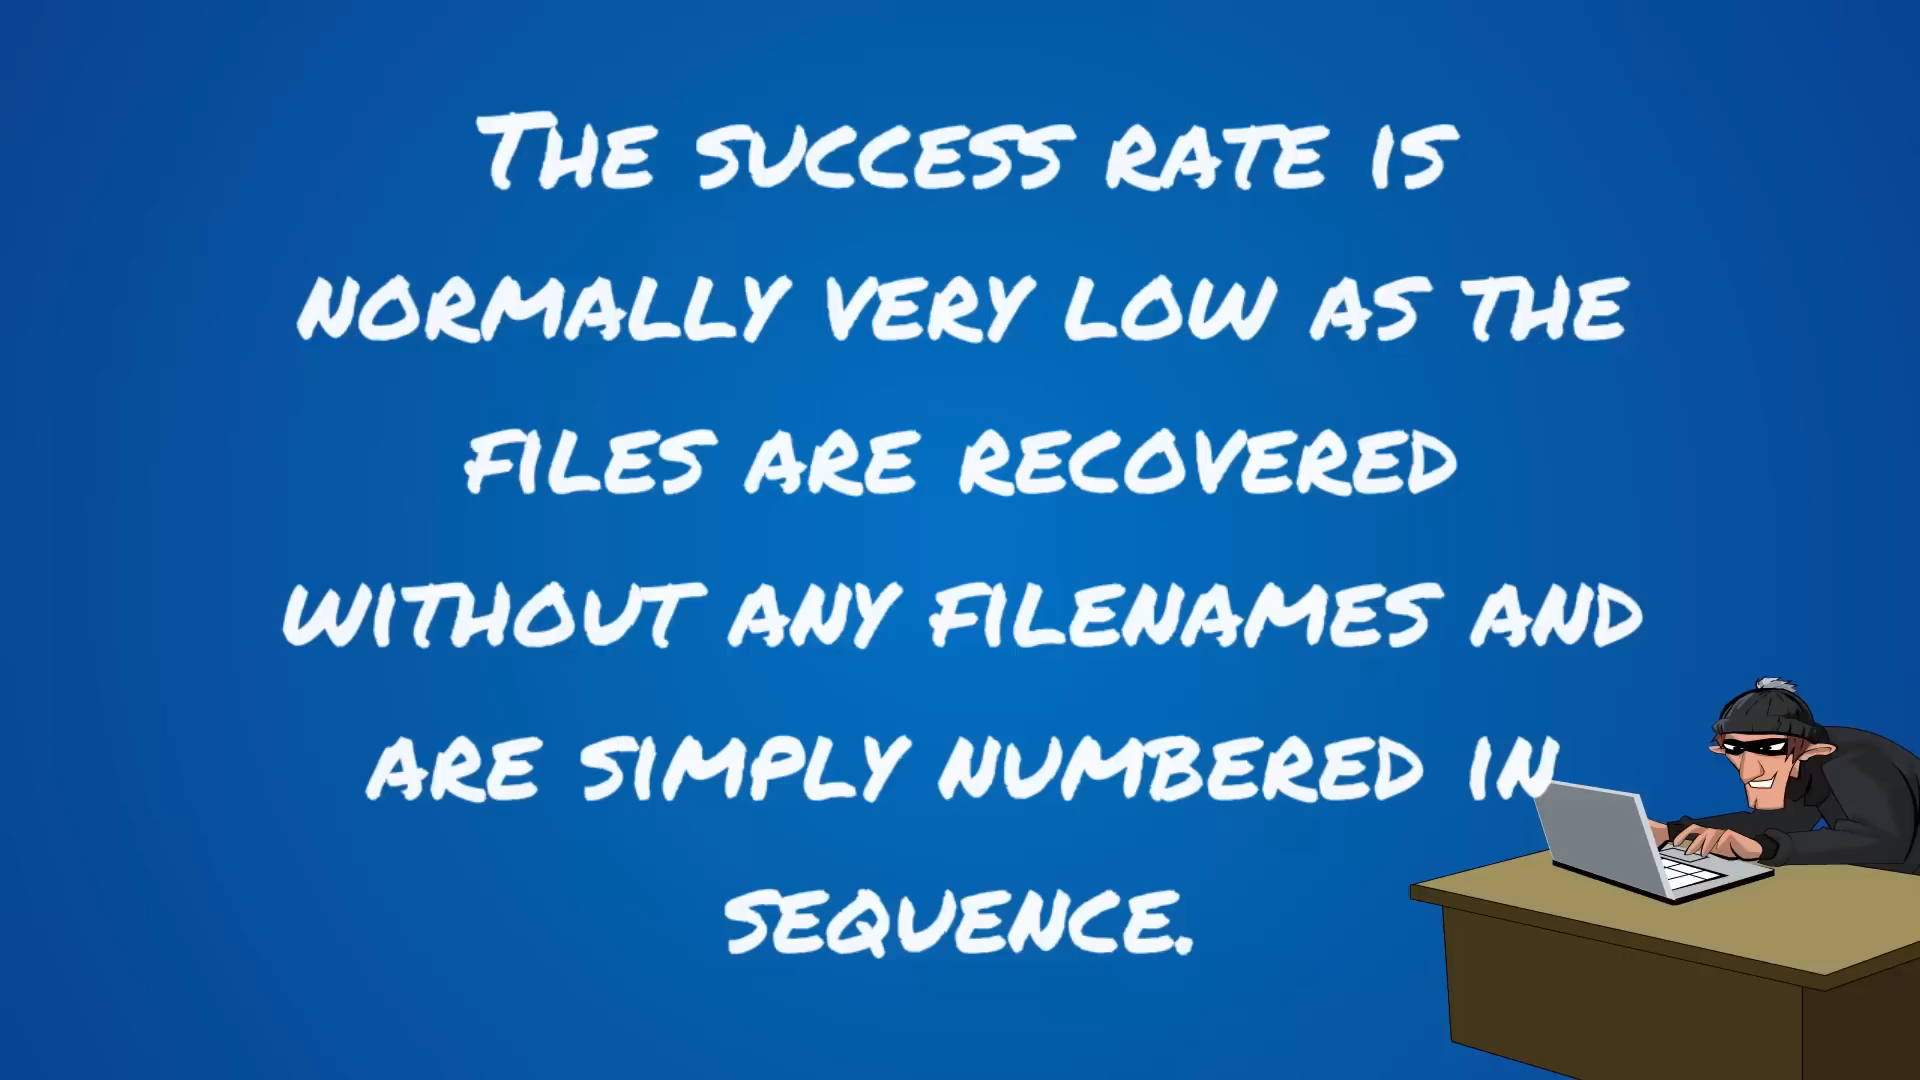 The success rate is
normally very low as the
files are recovered
without any filenames and
are simply numbered in
sequence.